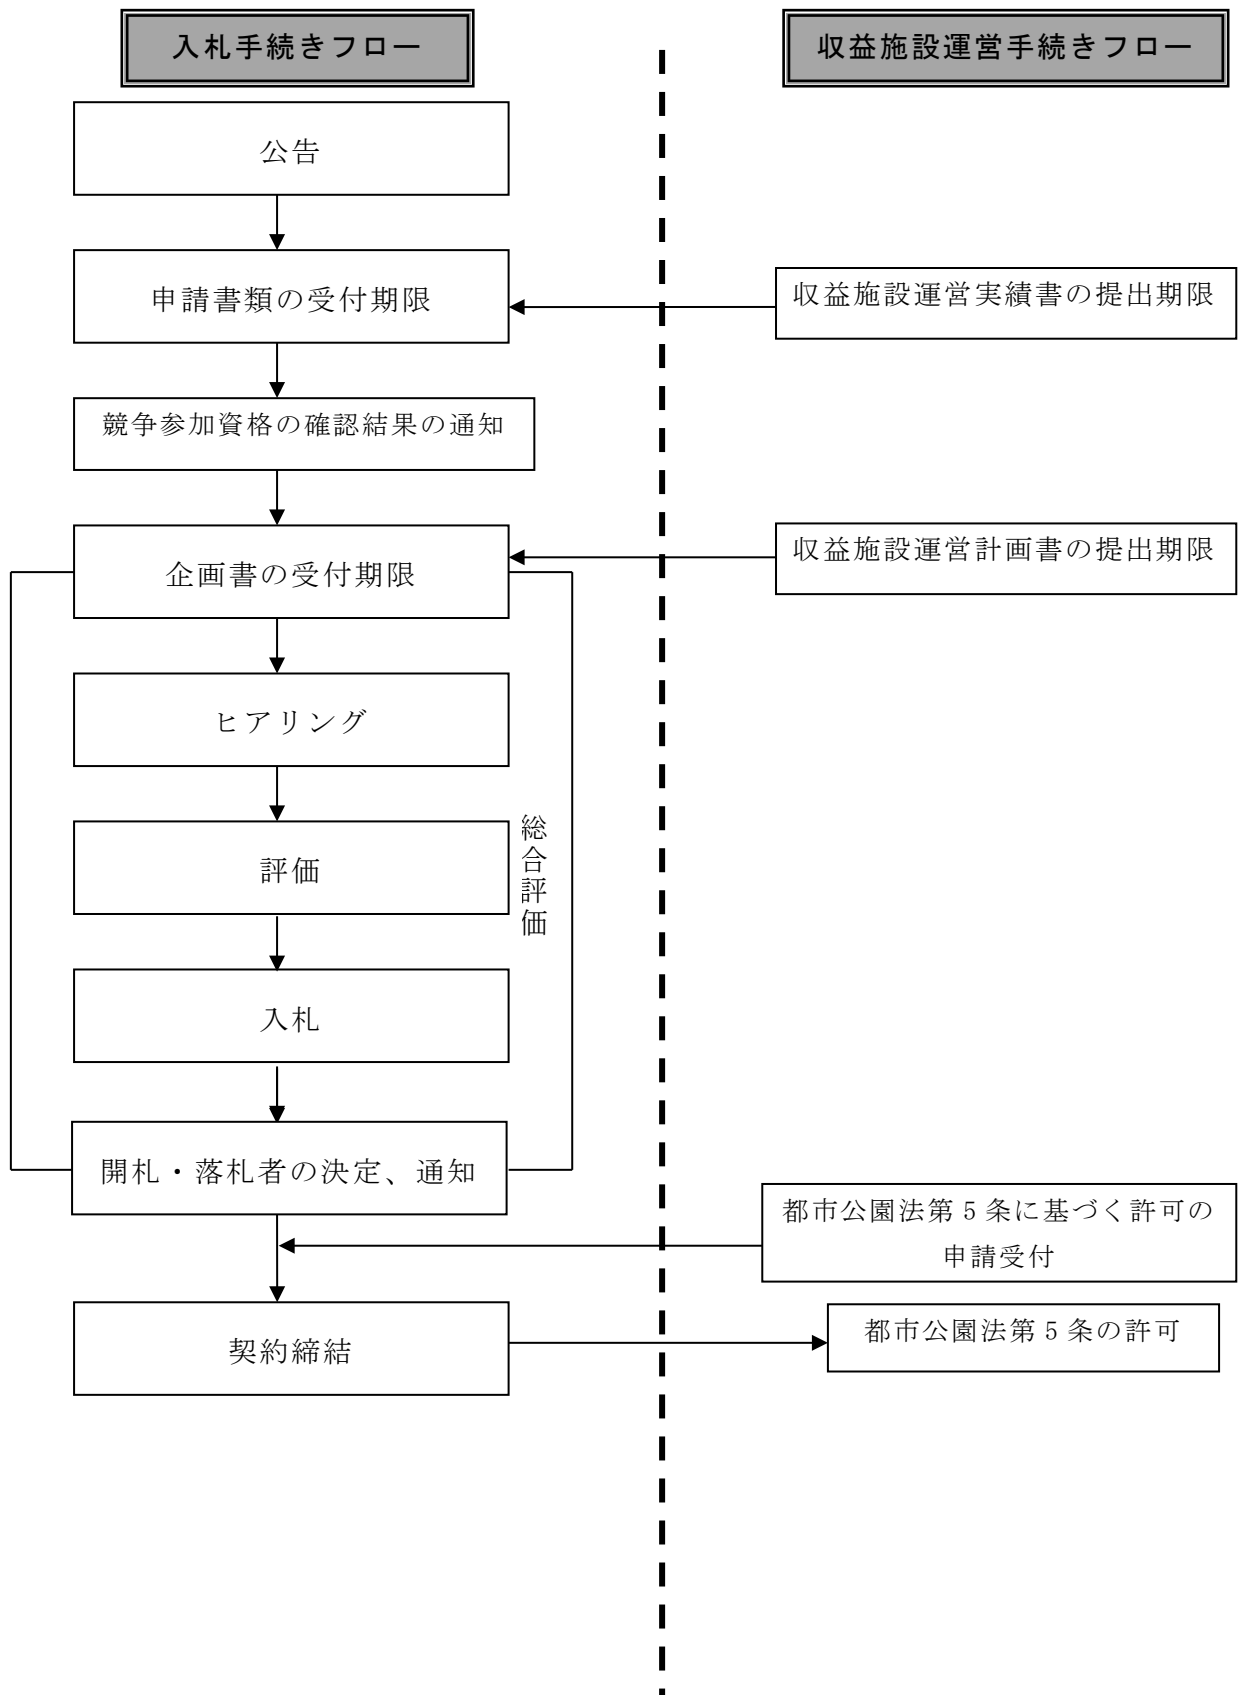 入札手続きフロー
収益施設運営手続きフロー
公告
申請書類の受付期限
収益施設運営実績書の提出期限
競争参加資格の確認結果の通知
企画書の受付期限
収益施設運営計画書の提出期限
ヒアリング
評価
総合評価
入札
開札・落札者の決定、通知
都市公園法第5条に基づく許可の
申請受付
契約締結
都市公園法第5条の許可